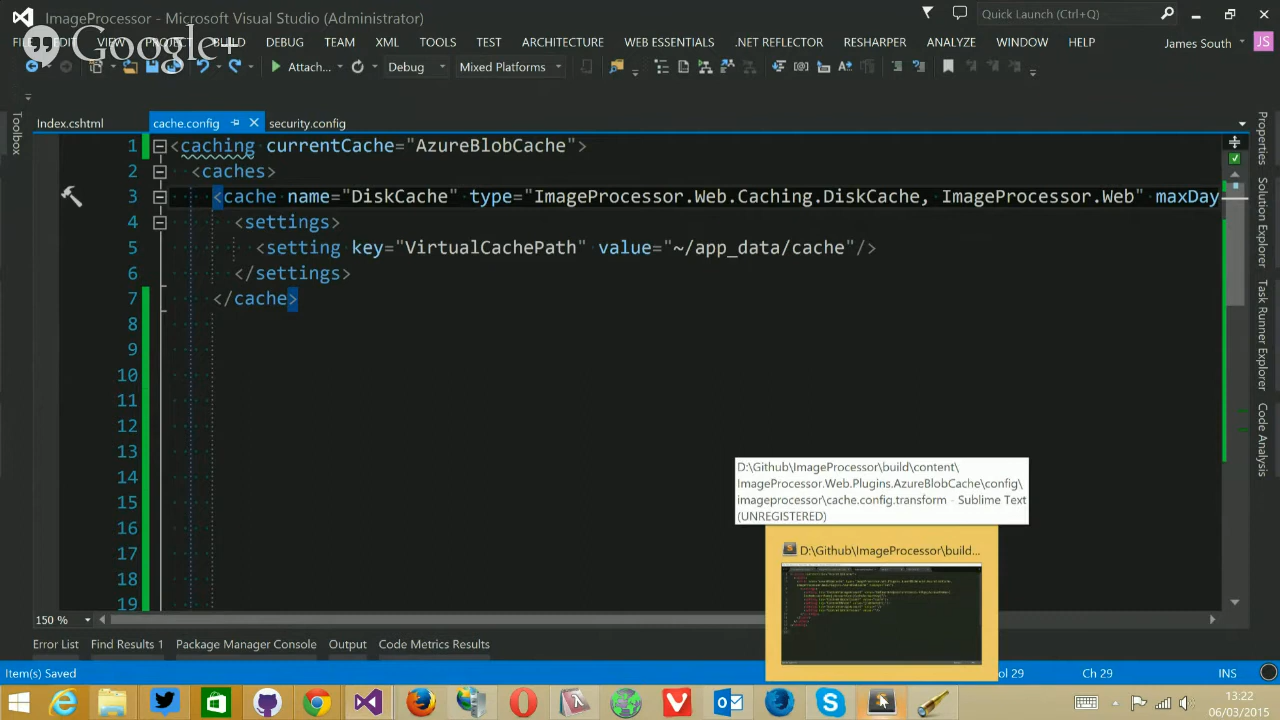 ImageProcessor - Microsoft Visual Studio (Administrator)
Quick Launch (Ctrl+Q)
Google+
VIEW PROJECT BUILD DEBUG TEAM XML TOOLS TEST ARCHITECTURE WEB ESSENTIALS .NET REFLECTOR RESHARPER ANALYZE WINDOW HELP
James South JS
Attach... Debug Mixed Platforms
Toolbox
Index.cshtml cache.config security.config
1 <caching currentCache="AzureBlobCache">
2 <caches>
3 <cache name="DiskCache" type="ImageProcessor.Web.Caching.DiskCache, ImageProcessor.Web" maxDay
4 <settings>
5 <setting key="VirtualCachePath" value="~/app_data/cache"/>
6 </settings>
7 </cache>
8
9
10
11
12
13
14
15
16
17
18
19
Properties
Solution Explorer
Task Runner Explorer
Code Analysis
D:\Github\ImageProcessor\build\content\
ImageProcessor.Web.Plugins.AzureBlobCache\config\
imageprocessor\cache.config.transform - Sublime Text
(UNREGISTERED)
D:\Github\ImageProcessor\build...
150 %
Error List Find Results 1 Package Manager Console Output Code Metrics Results
Item(s) Saved
ol 29 Ch 29 INS
13:22
06/03/2015